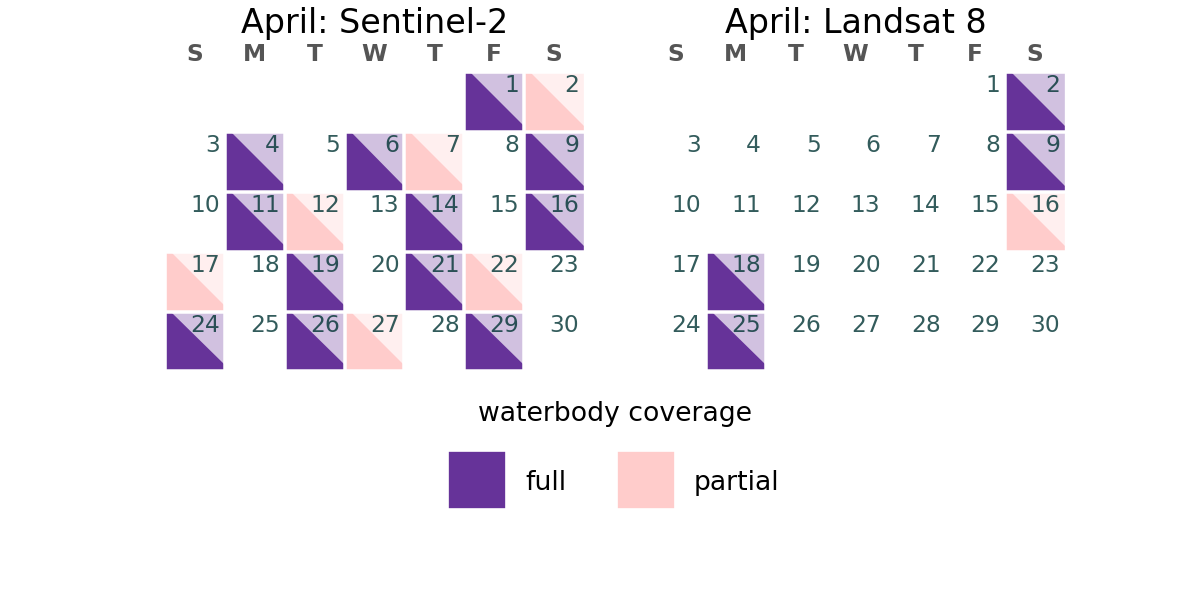 April: Sentinel-2
S M T W T F S
1 2
3 4 5 6 7 8 9
10 11 12 13 14 15 16
17 18 19 20 21 22 23
24 25 26 27 28 29 30
April: Landsat 8
S M T W T F S
1 2
3 4 5 6 7 8 9
10 11 12 13 14 15 16
17 18 19 20 21 22 23
24 25 26 27 28 29 30
waterbody coverage
full
partial